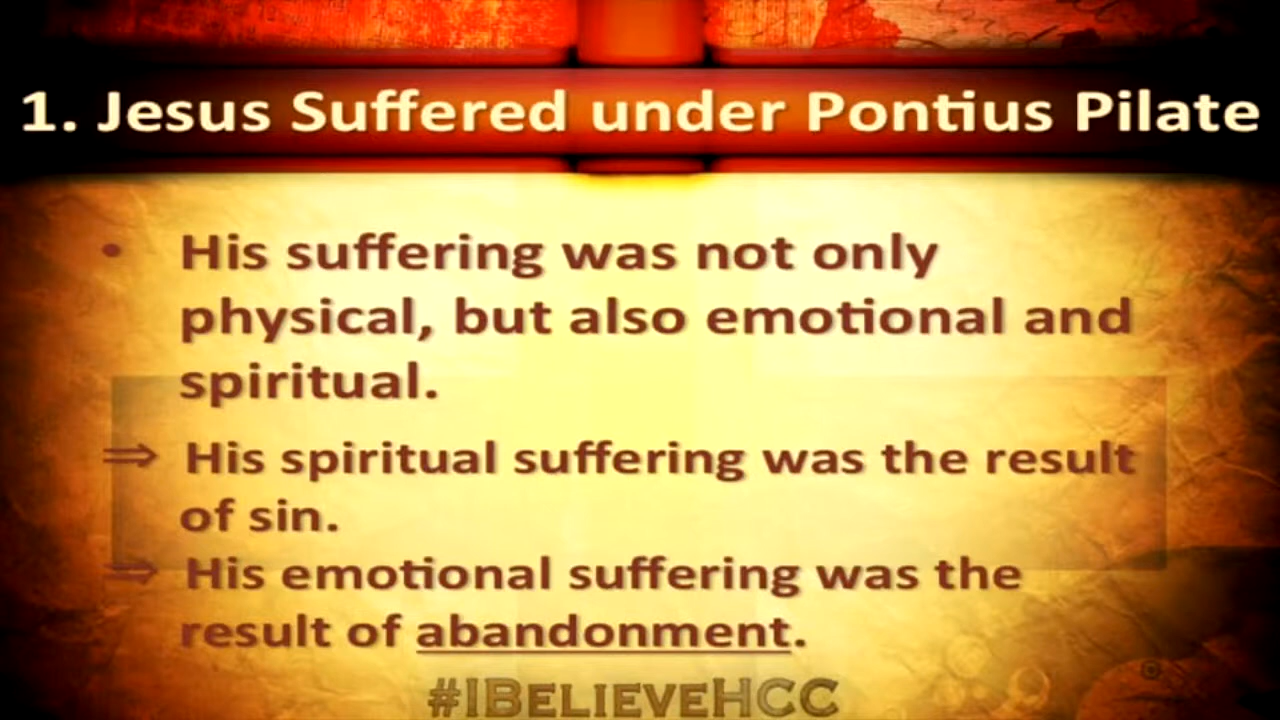 1. Jesus Suffered under Pontius Pilate
• His suffering was not only
physical, but also emotional and
spiritual.
⇒ His spiritual suffering was the result
of sin.
⇒ His emotional suffering was the
result of abandonment.
#IBELIEVEHCC